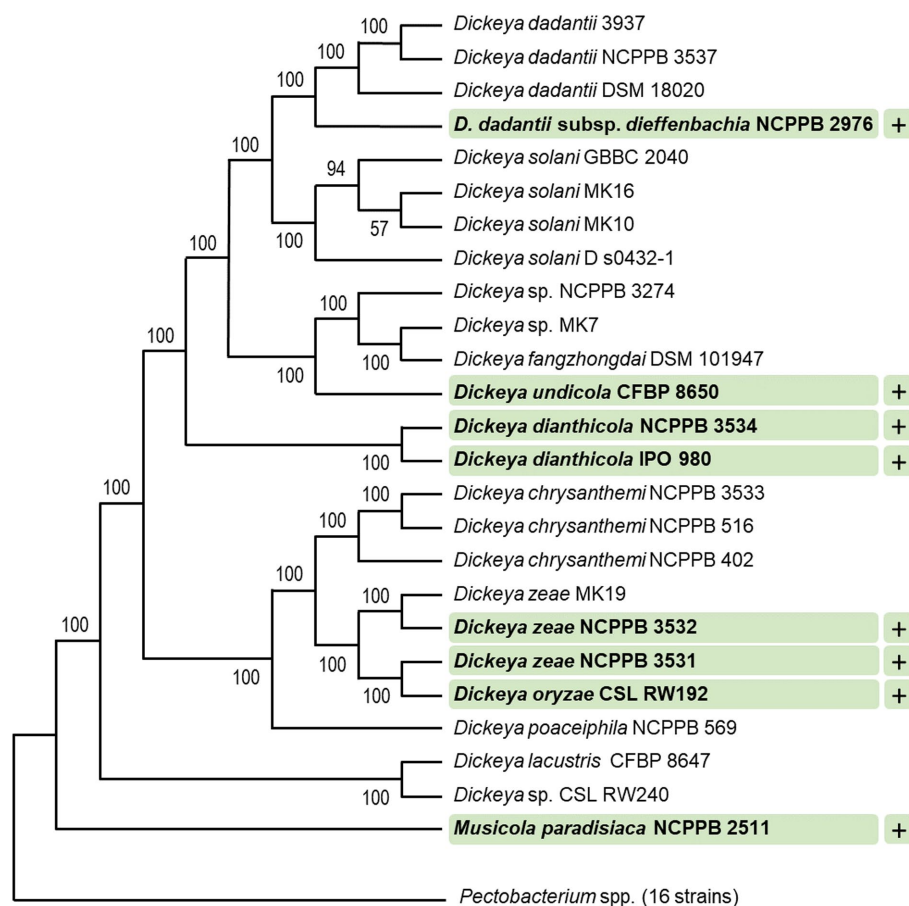 Dickeya dadantii 3937
100
100
Dickeya dadantii NCPPB 3537
100
Dickeya dadantii DSM 18020
D. dadantii subsp. dieffenbachia NCPPB 2976 +
100
Dickeya solani GBBC 2040
94
Dickeya solani MK16
57
Dickeya solani MK10
100
Dickeya solani D s0432-1
100
Dickeya sp. NCPPB 3274
100
Dickeya sp. MK7
100
100
Dickeya fangzhongdai DSM 101947
100
Dickeya undicola CFBP 8650 +
Dickeya dianthicola NCPPB 3534 +
100
Dickeya dianthicola IPO 980 +
100
100
Dickeya chrysanthemi NCPPB 3533
100
Dickeya chrysanthemi NCPPB 516
Dickeya chrysanthemi NCPPB 402
100
100
Dickeya zeae MK19
100
Dickeya zeae NCPPB 3532 +
100
Dickeya zeae NCPPB 3531 +
100
100
Dickeya oryzae CSL RW192 +
Dickeya poaceiphila NCPPB 569
Dickeya lacustris CFBP 8647
100
Dickeya sp. CSL RW240
Musicola paradisiaca NCPPB 2511 +
Pectobacterium spp. (16 strains)